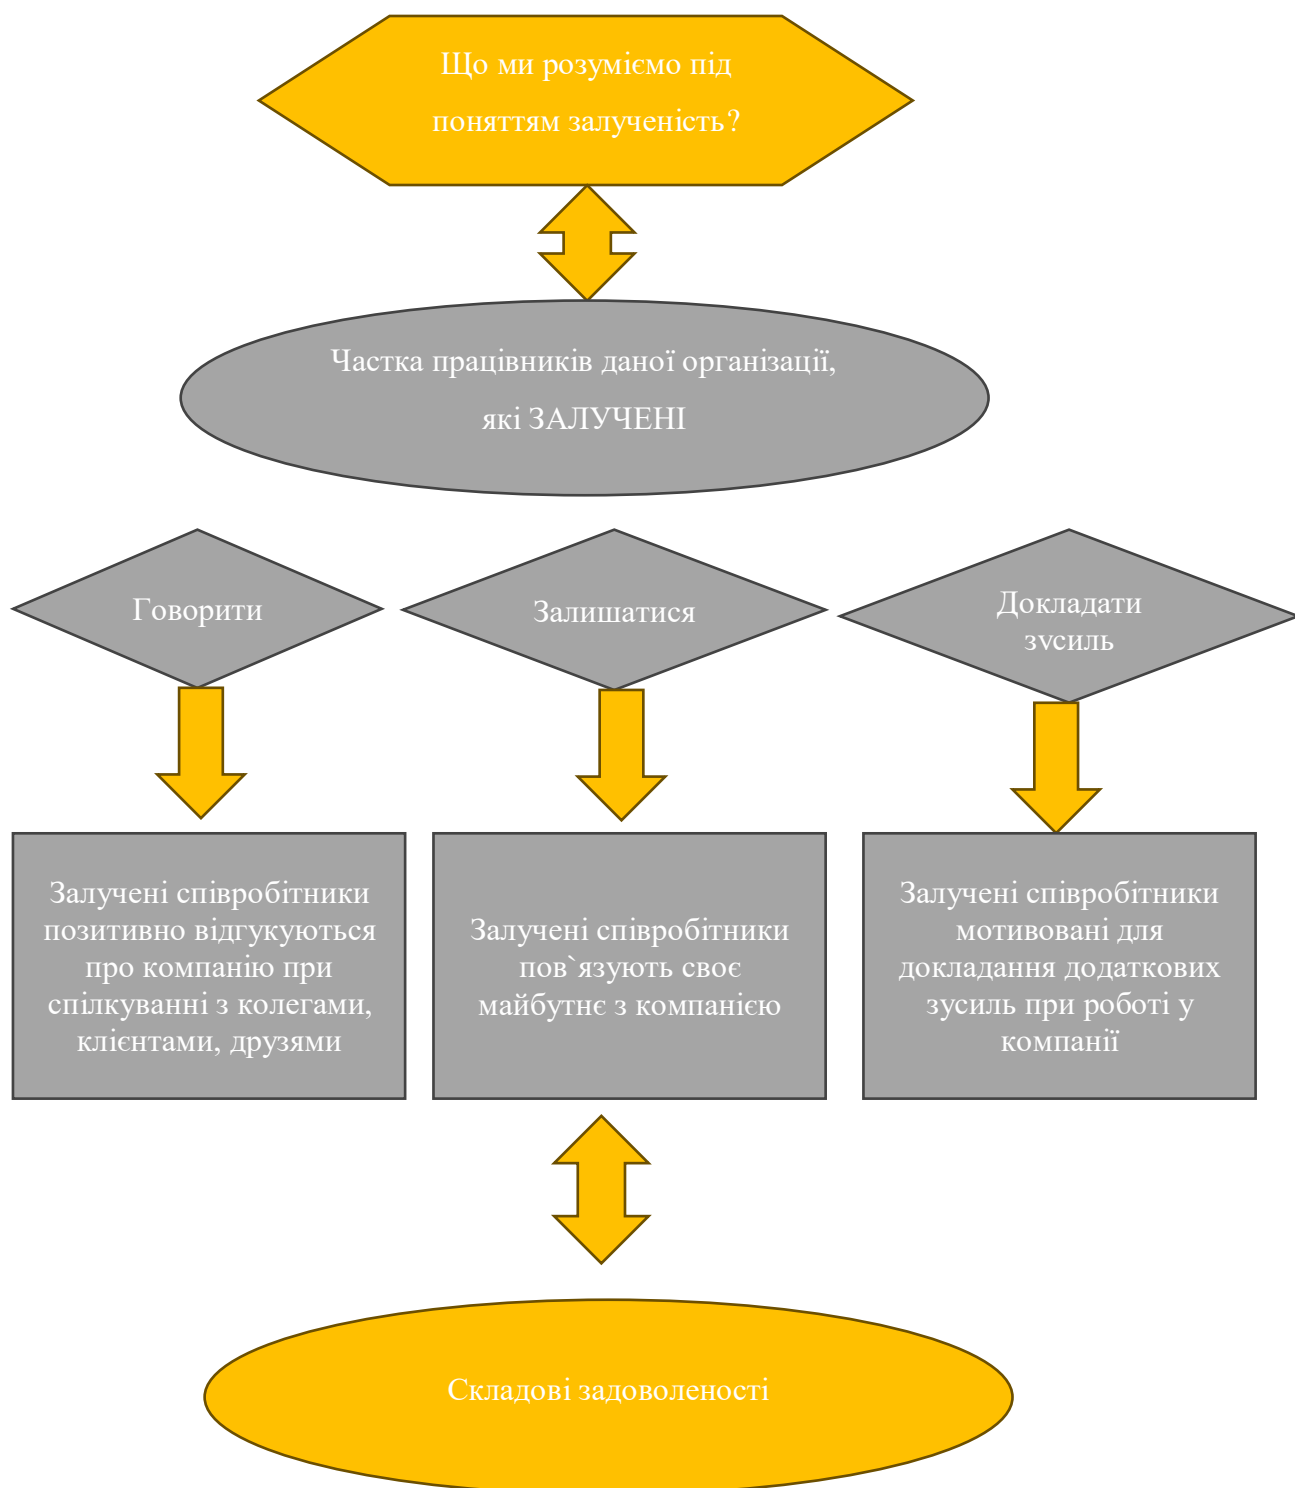 Що ми розуміємо під
поняттям залученість?
Частка працівників даної організації,
які ЗАЛУЧЕНІ
Говорити
Залишатися
Докладати
зусиль
Залучені співробітники
позитивно відгукуються
про компанію при
спілкуванні з колегами,
клієнтами, друзями
Залучені співробітники
пов`язують своє
майбутнє з компанією
Залучені співробітники
мотивовані для
докладання додаткових
зусиль при роботі у
компанії
Складові задоволеності